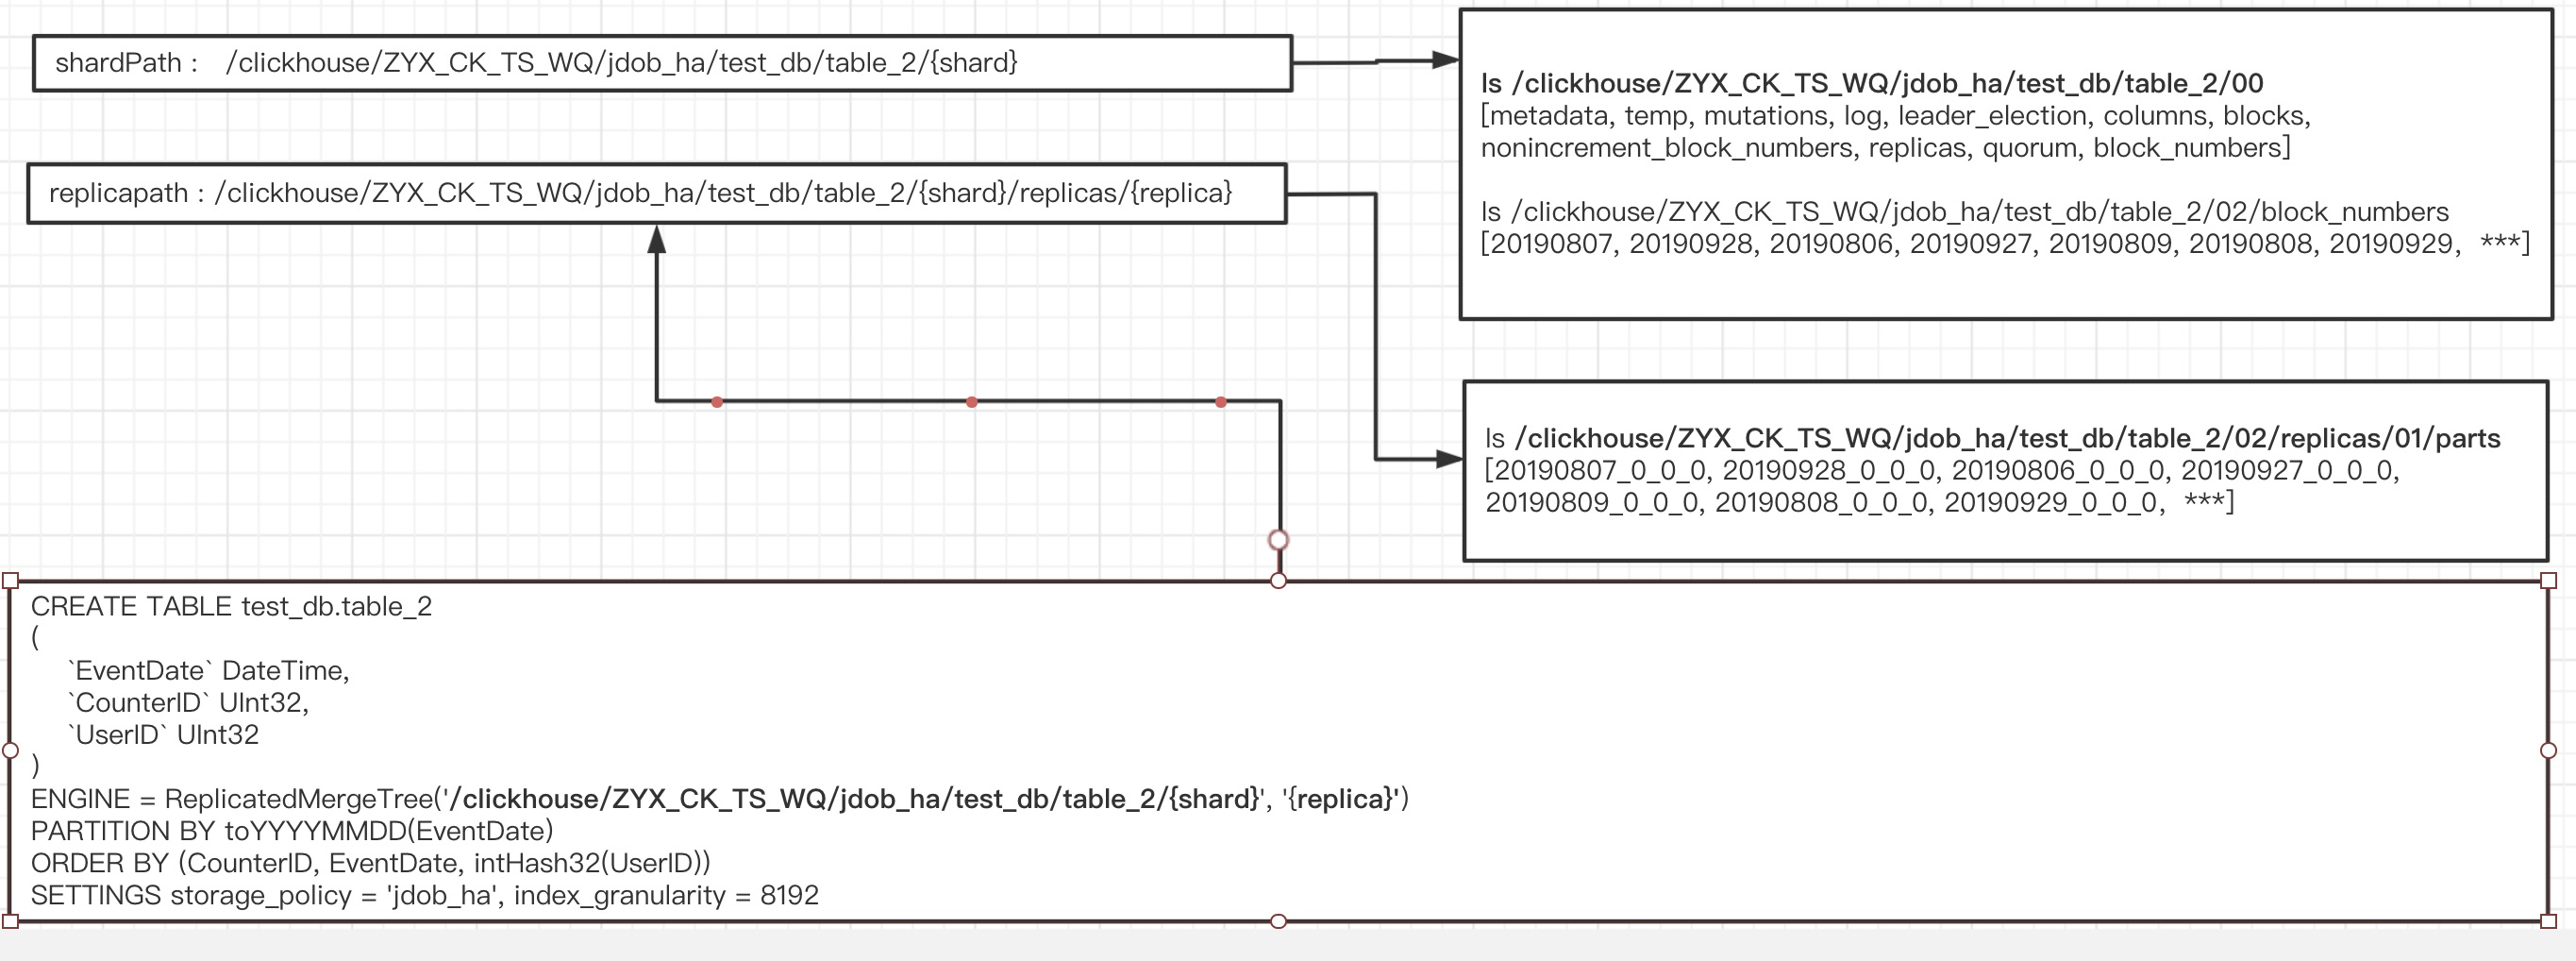 shardPath :   /clickhouse/ZYX_CK_TS_WQ/jdob_ha/test_db/table_2/{shard}
replicapath : /clickhouse/ZYX_CK_TS_WQ/jdob_ha/test_db/table_2/{shard}/replicas/{replica}
ls /clickhouse/ZYX_CK_TS_WQ/jdob_ha/test_db/table_2/00
[metadata, temp, mutations, log, leader_election, columns, blocks,
nonincrement_block_numbers, replicas, quorum, block_numbers]
ls /clickhouse/ZYX_CK_TS_WQ/jdob_ha/test_db/table_2/02/block_numbers
[20190807, 20190928, 20190806, 20190927, 20190809, 20190808, 20190929,  ***]
ls /clickhouse/ZYX_CK_TS_WQ/jdob_ha/test_db/table_2/02/replicas/01/parts
[20190807_0_0_0, 20190928_0_0_0, 20190806_0_0_0, 20190927_0_0_0,
20190809_0_0_0, 20190808_0_0_0, 20190929_0_0_0,  ***]
CREATE TABLE test_db.table_2
(
    `EventDate` DateTime,
    `CounterID` UInt32,
    `UserID` UInt32
)
ENGINE = ReplicatedMergeTree('/clickhouse/ZYX_CK_TS_WQ/jdob_ha/test_db/table_2/{shard}', '{replica}')
PARTITION BY toYYYYMMDD(EventDate)
ORDER BY (CounterID, EventDate, intHash32(UserID))
SETTINGS storage_policy = 'jdob_ha', index_granularity = 8192